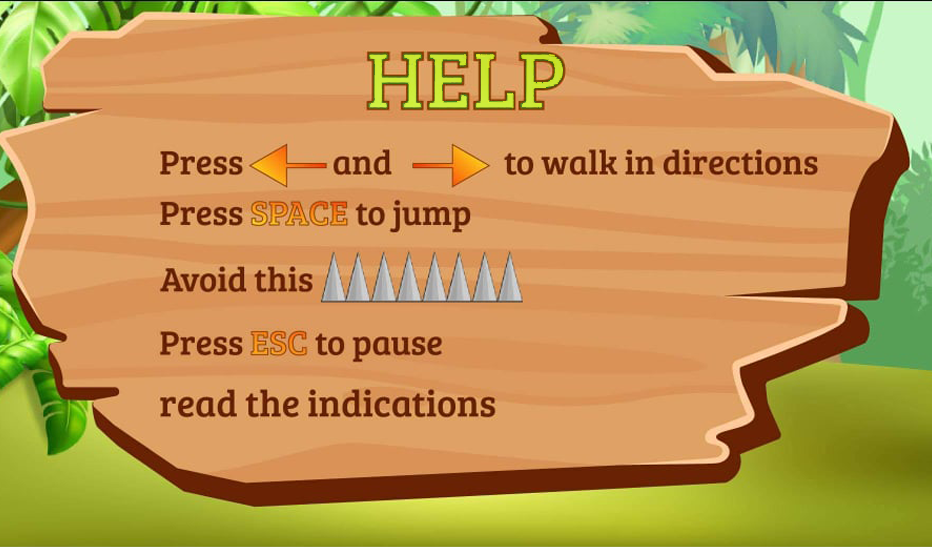 HELP
Press and to walk in directions
Press SPACE to jump
Avoid this
Press ESC to pause
read the indications